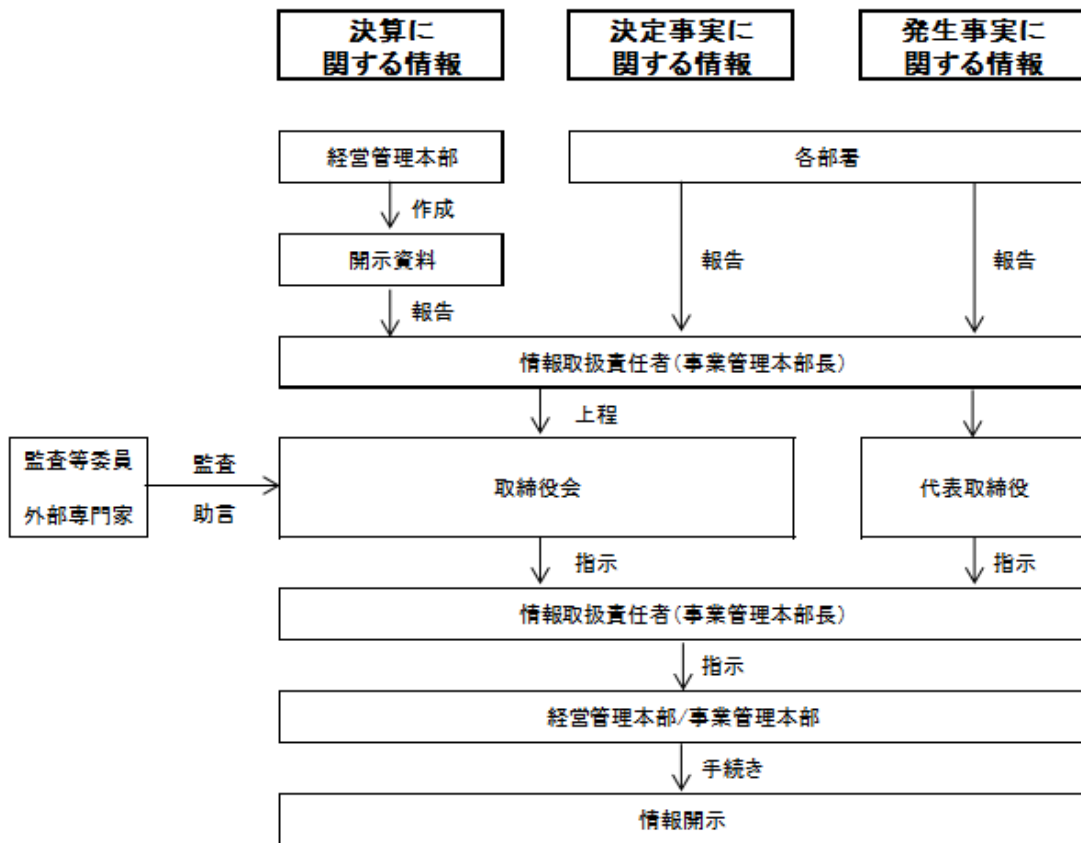 決算に
関する情報
決定事実に
関する情報
発生事実に
関する情報
経営管理本部
各部署
作成
開示資料
報告
報告
報告
情報取扱責任者(事業管理本部長)
上程
監査等委員
外部専門家
監査
助言
取締役会
代表取締役
指示
指示
情報取扱責任者(事業管理本部長)
指示
経営管理本部/事業管理本部
手続き
情報開示